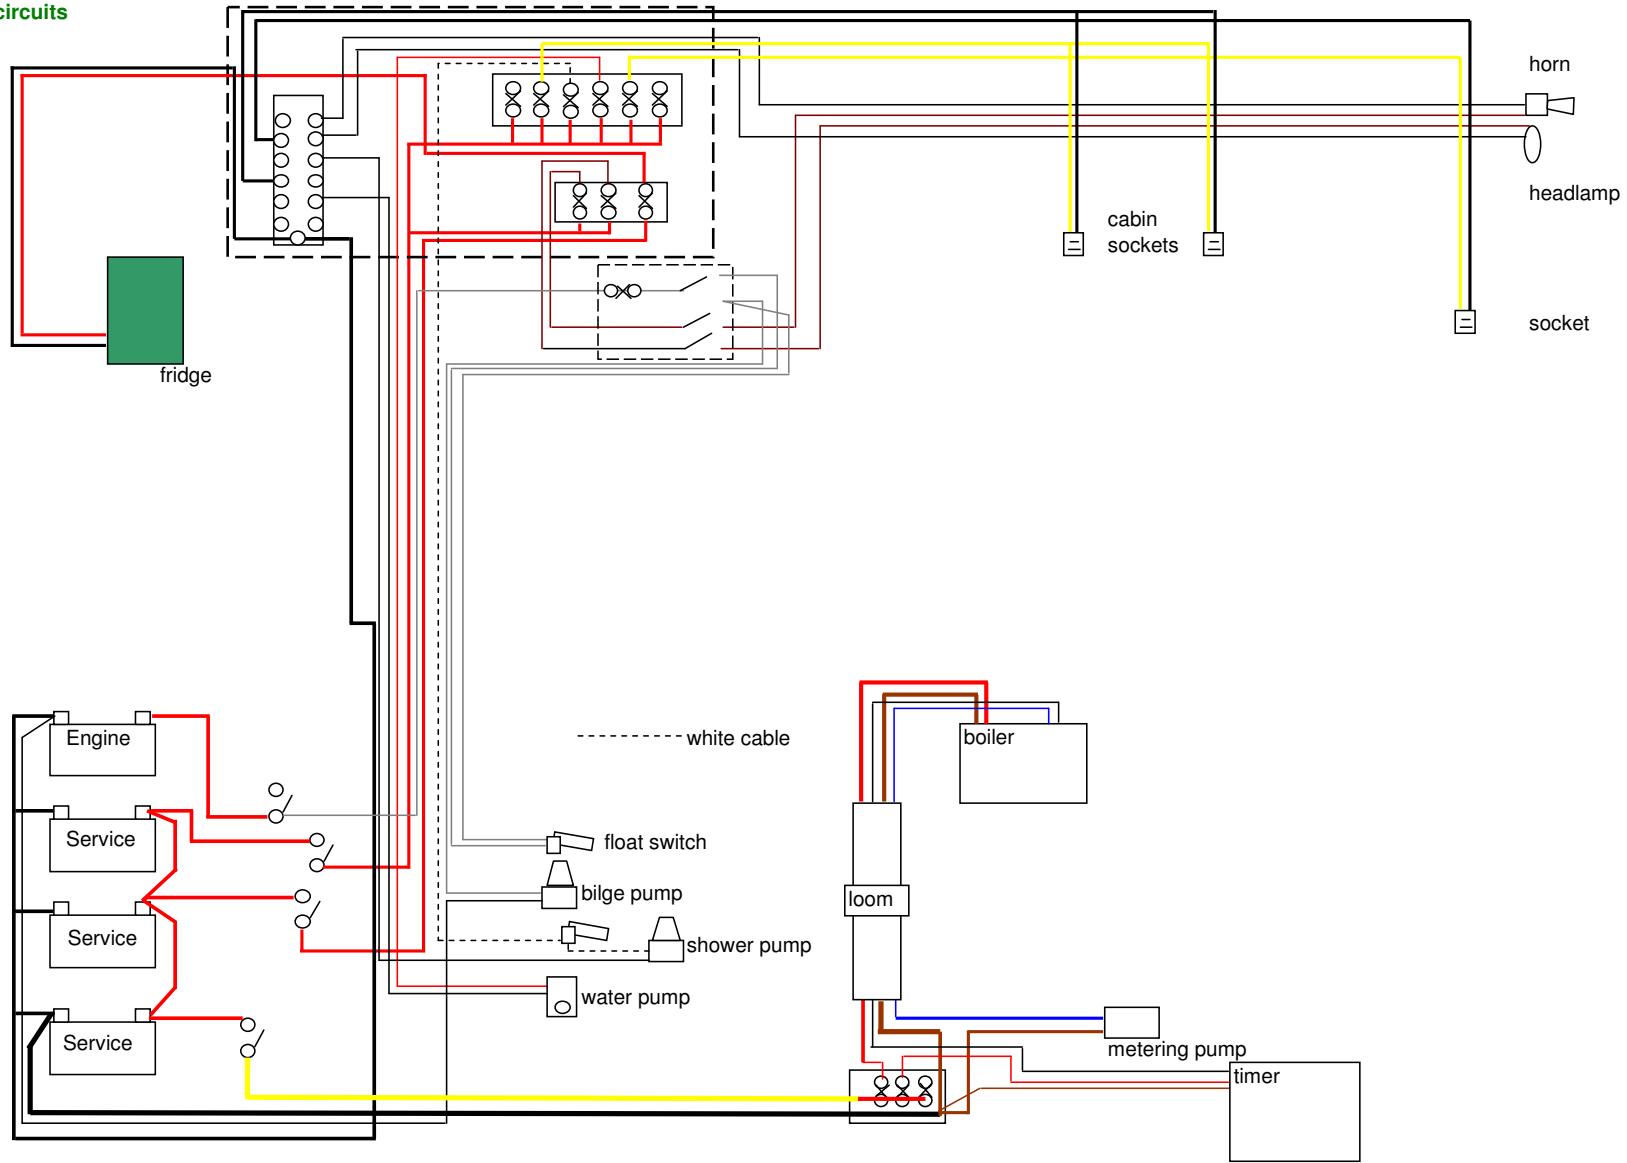 circuits
horn
headlamp
cabin
sockets
socket
fridge
Engine
white cable
boiler
Service
float switch
bilge pump
loom
Service
shower pump
water pump
Service
metering pump
timer